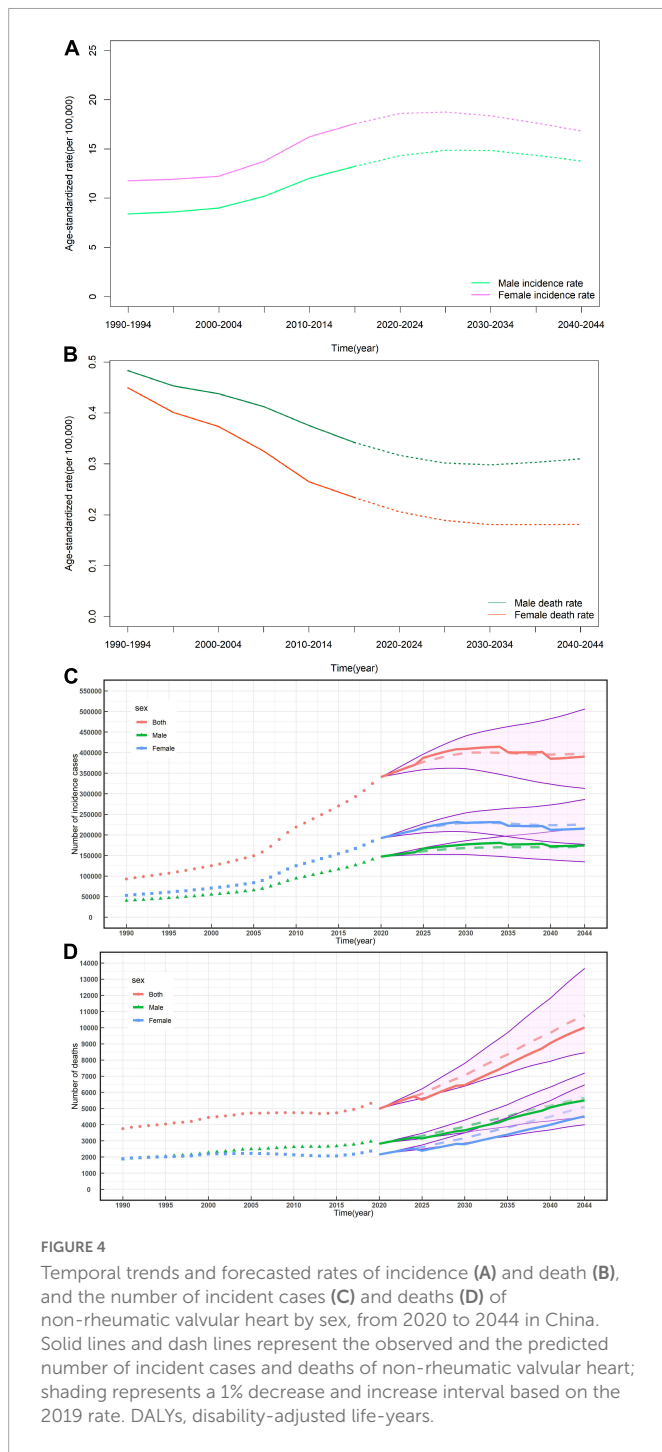 A
Age-standardized rate(per 100,000)
25
20
15
10
5
0
Male incidence rate
Female incidence rate
1990-1994
2000-2004
2010-2014
2020-2024
2030-2034
2040-2044
Time(year)
B
Age-standardized rate(per 100,000)
0.5
0.4
0.3
0.2
0.1
0.0
Male death rate
Female death rate
1990-1994
2000-2004
2010-2014
2020-2024
2030-2034
2040-2044
Time(year)
C
Number of incidence cases
550000
500000
450000
400000
350000
300000
250000
200000
150000
100000
50000
0
sex
Both
Male
Female
1990
1995
2000
2005
2010
2015
2020
2025
2030
2035
2040
2044
Time(year)
D
Number of deaths
14000
13000
12000
11000
10000
9000
8000
7000
6000
5000
4000
3000
2000
1000
0
sex
Both
Male
Female
1990
1995
2000
2005
2010
2015
2020
2025
2030
2035
2040
2044
Time(year)
FIGURE 4
Temporal trends and forecasted rates of incidence (A) and death (B),
and the number of incident cases (C) and deaths (D) of
non-rheumatic valvular heart by sex, from 2020 to 2044 in China.
Solid lines and dash lines represent the observed and the predicted
number of incident cases and deaths of non-rheumatic valvular heart;
shading represents a 1% decrease and increase interval based on the
2019 rate. DALYs, disability-adjusted life-years.